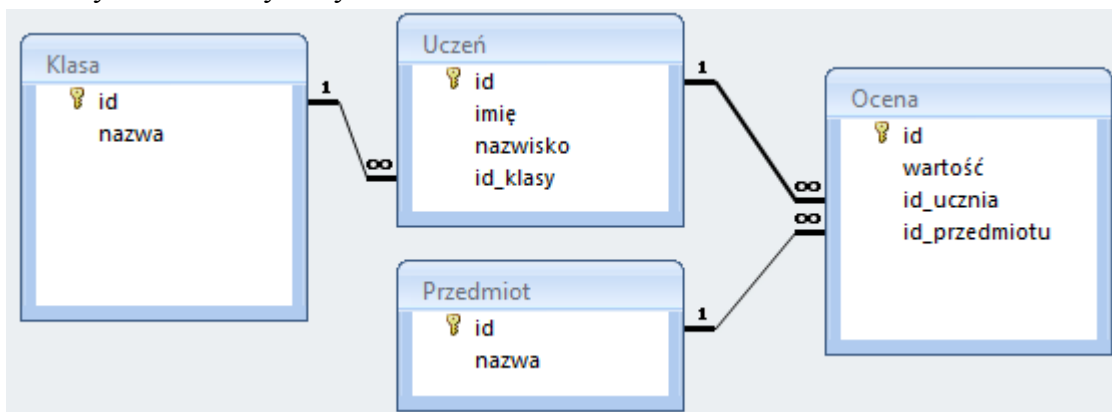 Klasa
id
nazwa
1
∞
Uczeń
id
imię
nazwisko
id_klasy
1
∞
Przedmiot
id
nazwa
1
∞
Ocena
id
wartość
id_ucznia
id_przedmiotu